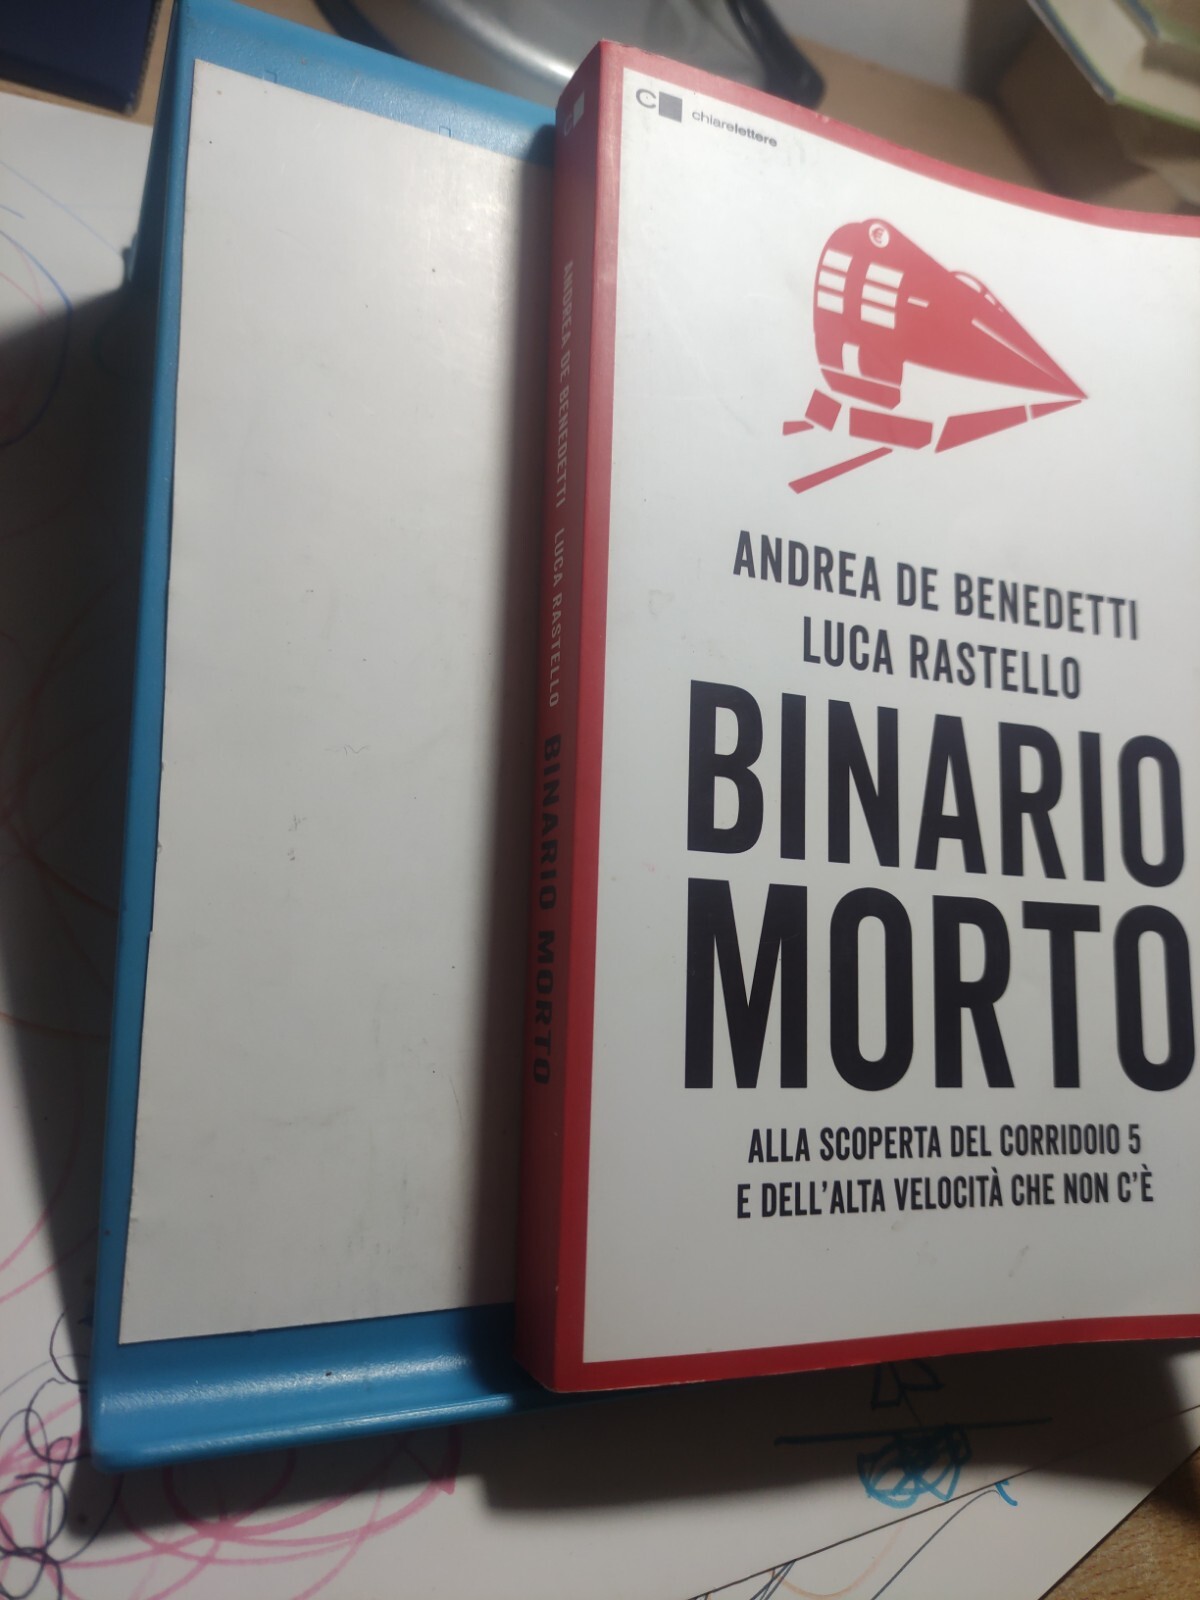 C
chiarelettere
ANDREA DE BENEDETTI
LUCA RASTELLO
BINARIO
MORTO
ALLA SCOPERTA DEL CORRIDOIO 5
E DELL'ALTA VELOCITÀ CHE NON C'È
ANDREA DE BENEDETTI LUCA RASTELLO BINARIO MORTO